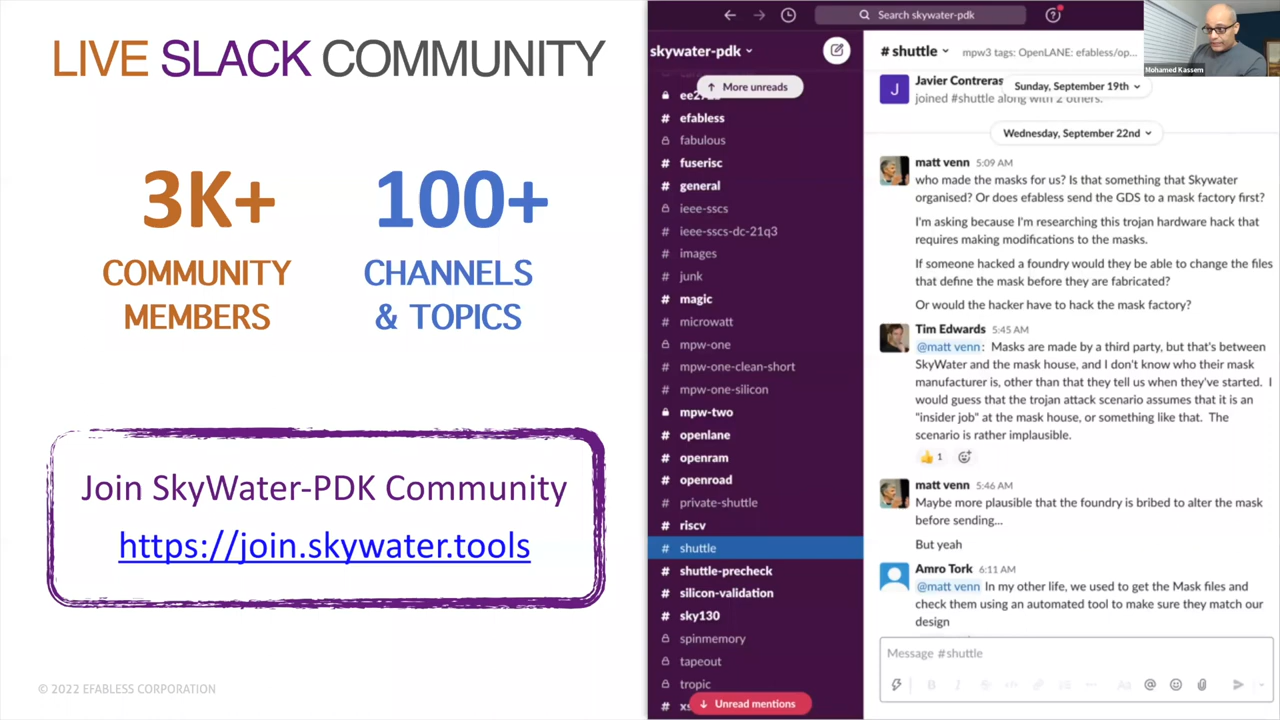 LIVE SLACK COMMUNITY
3K+
COMMUNITY
MEMBERS
100+
CHANNELS
& TOPICS
Join SkyWater-PDK Community
https://join.skywater.tools
© 2022 EFABLESS CORPORATION
Search skywater-pdk
skywater-pdk
More unreads
# efabless
fabulous
# fuserisc
# general
ieee-sscs
# ieee-sscs-dc-21q3
# images
# junk
# magic
# microwatt
mpw-one
# mpw-one-clean-short
# mpw-one-silicon
mpw-two
# openlane
# openram
# openroad
# private-shuttle
# riscv
# shuttle
# shuttle-precheck
# silicon-validation
# sky130
spinmemory
tapeout
tropic
Unread mentions
# shuttle
mpw3 tags: OpenLANE: efabless/op...
Mohamed Kassem
J
Javier Contreras
joined #shuttle along with 2 others.
Sunday, September 19th
Wednesday, September 22nd
matt venn 5:09 AM
who made the masks for us? Is that something that Skywater
organised? Or does efabless send the GDS to a mask factory first?
I'm asking because I'm researching this trojan hardware hack that
requires making modifications to the masks.
If someone hacked a foundry would they be able to change the files
that define the mask before they are fabricated?
Or would the hacker have to hack the mask factory?
Tim Edwards 5:45 AM
@matt venn: Masks are made by a third party, but that's between
SkyWater and the mask house, and I don't know who their mask
manufacturer is, other than that they tell us when they've started. I
would guess that the trojan attack scenario assumes that it is an
"insider job" at the mask house, or something like that. The
scenario is rather implausible.
1
matt venn 5:46 AM
Maybe more plausible that the foundry is bribed to alter the mask
before sending...
But yeah
Amro Tork 6:11 AM
@matt venn In my other life, we used to get the Mask files and
check them using an automated tool to make sure they match our
design
Message #shuttle